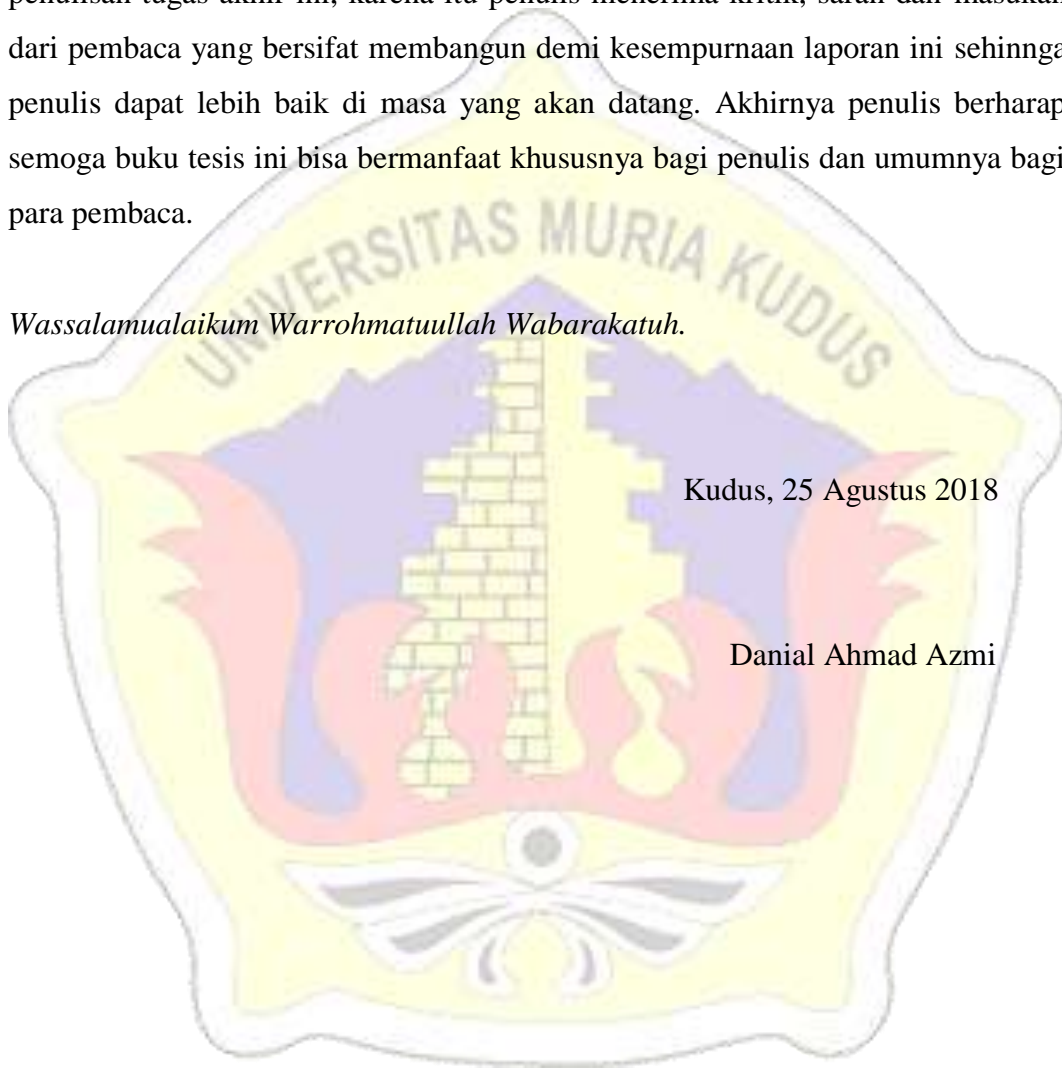 penulisan tugas akhir ini, karena itu penulis menerima kritik, saran dan masukan
dari pembaca yang bersifat membangun demi kesempurnaan laporan ini sehinnga
penulis dapat lebih baik di masa yang akan datang. Akhirnya penulis berharap
semoga buku tesis ini bisa bermanfaat khususnya bagi penulis dan umumnya bagi
para pembaca.
UNIVERSITAS MURIA KUDUS
Wassalamualaikum Warrohmatuullah Wabarakatuh.
Kudus, 25 Agustus 2018
Danial Ahmad Azmi